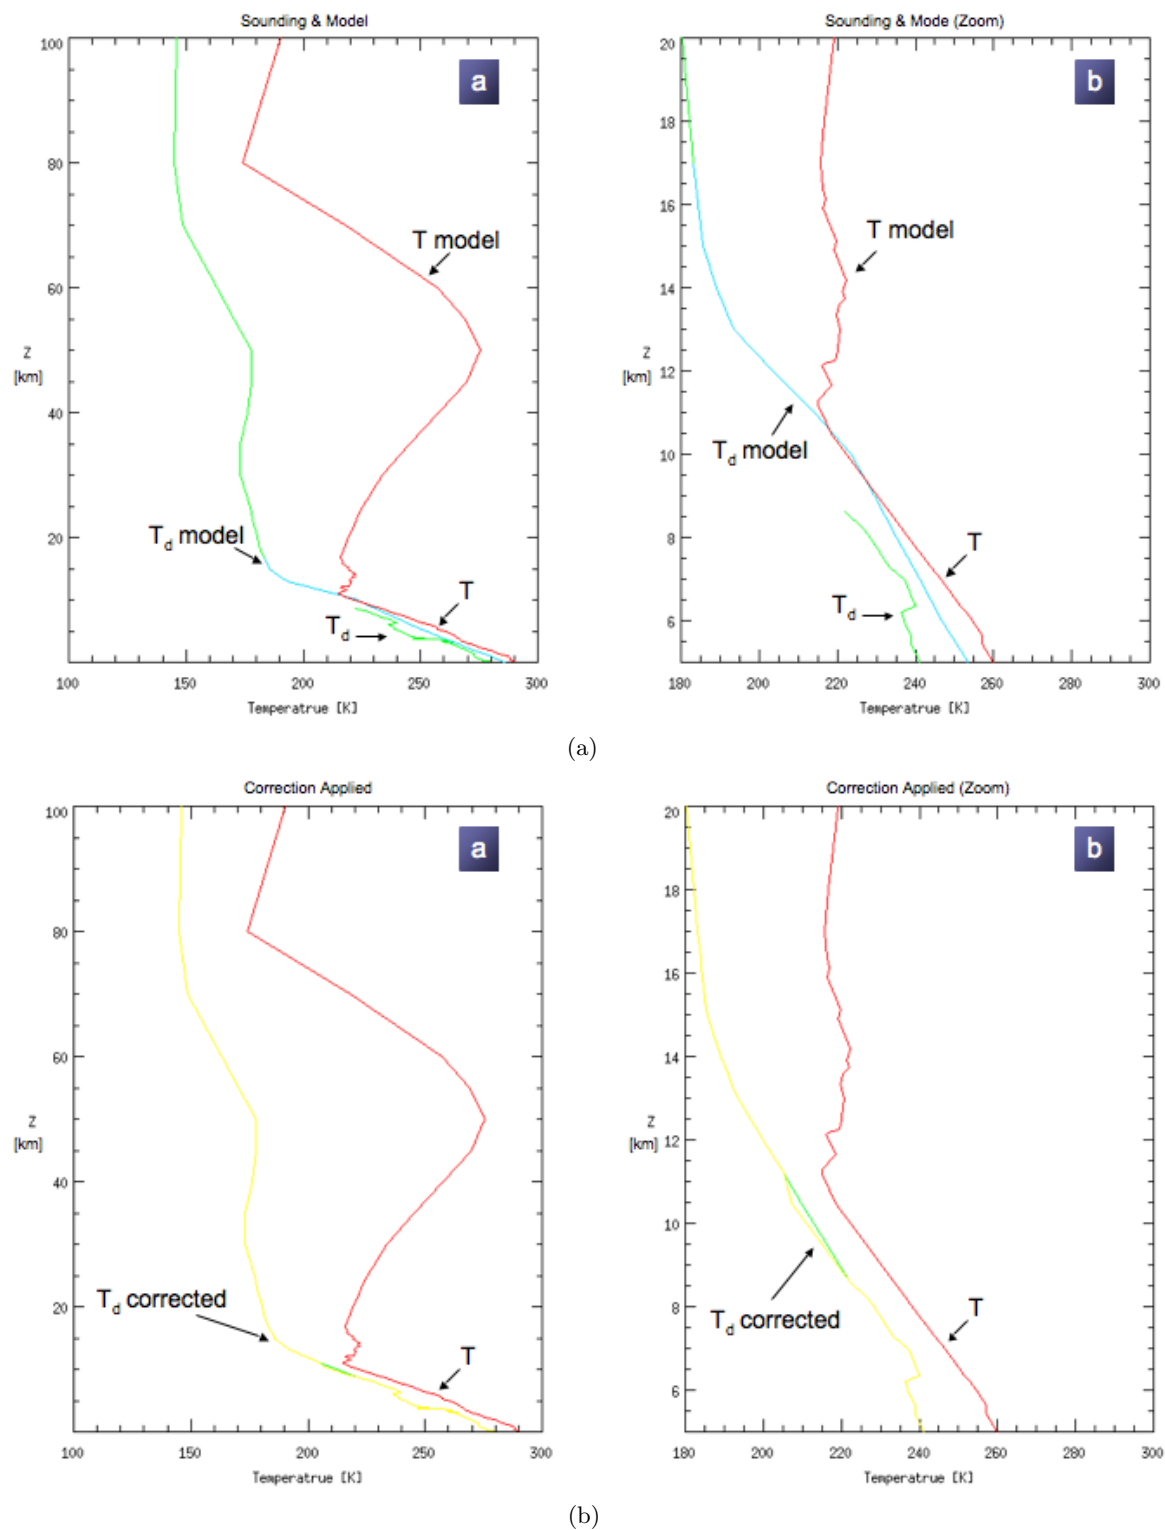 Sounding & Model
Sounding & Mode (Zoom)
100
80
60
40
20
Z
[km]
a
T model
T_d model
T
T_d
100 150 200 250 300
Temperatrue [K]
20
18
16
14
12
10
8
6
Z
[km]
b
T model
T_d model
T
T_d
180 200 220 240 260 280 300
Temperatrue [K]
(a)
Correction Applied
Correction Applied (Zoom)
100
80
60
40
20
Z
[km]
a
T_d corrected
T
100 150 200 250 300
Temperatrue [K]
20
18
16
14
12
10
8
6
Z
[km]
b
T_d corrected
T
180 200 220 240 260 280 300
Temperatrue [K]
(b)